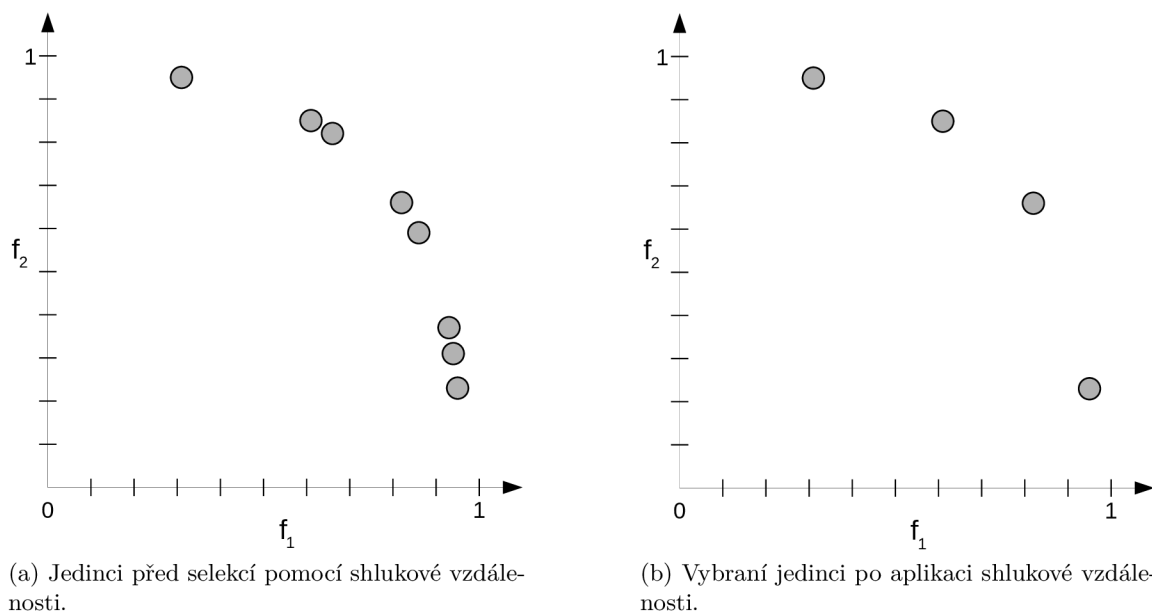 1
f2
0
1
f1
(a) Jedinci před selekcí pomocí shlukové vzdále-
nosti.
1
f2
0
1
f1
(b) Vybraní jedinci po aplikaci shlukové vzdále-
nosti.